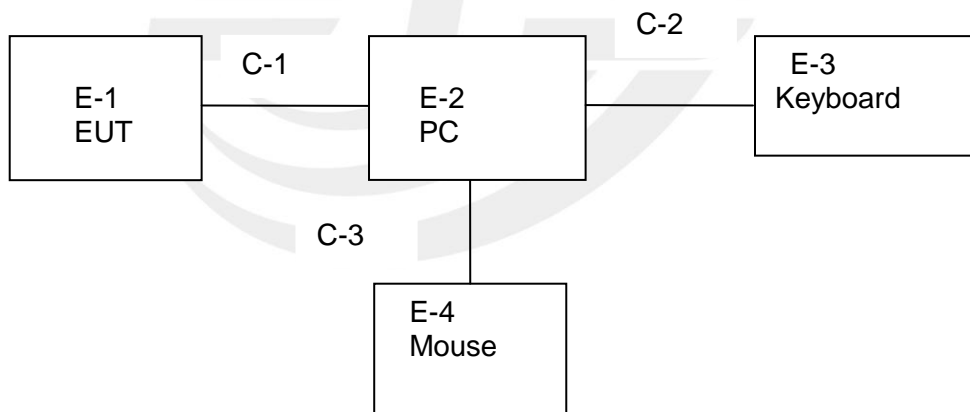 C-2
C-1
E-1
EUT
E-2
PC
E-3
Keyboard
C-3
E-4
Mouse